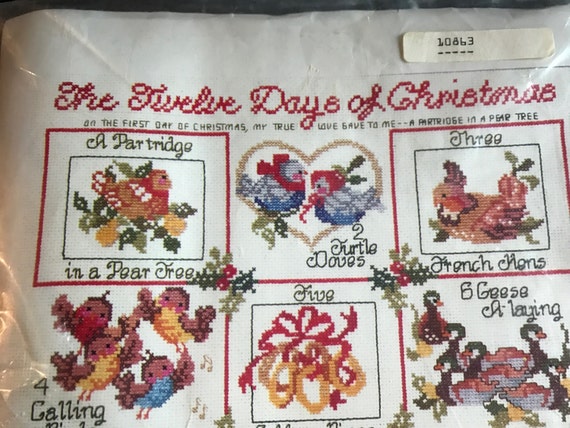 10863
The Twelve Days of Christmas
ON THE FIRST DAY OF CHRISTMAS, MY TRUE LOVE GAVE TO ME--A PARTRIDGE IN A PEAR TREE
A Partridge
in a Pear Tree
2
Turtle
Doves
Three
French Hens
4
Calling
Five
6 Geese
A-laying